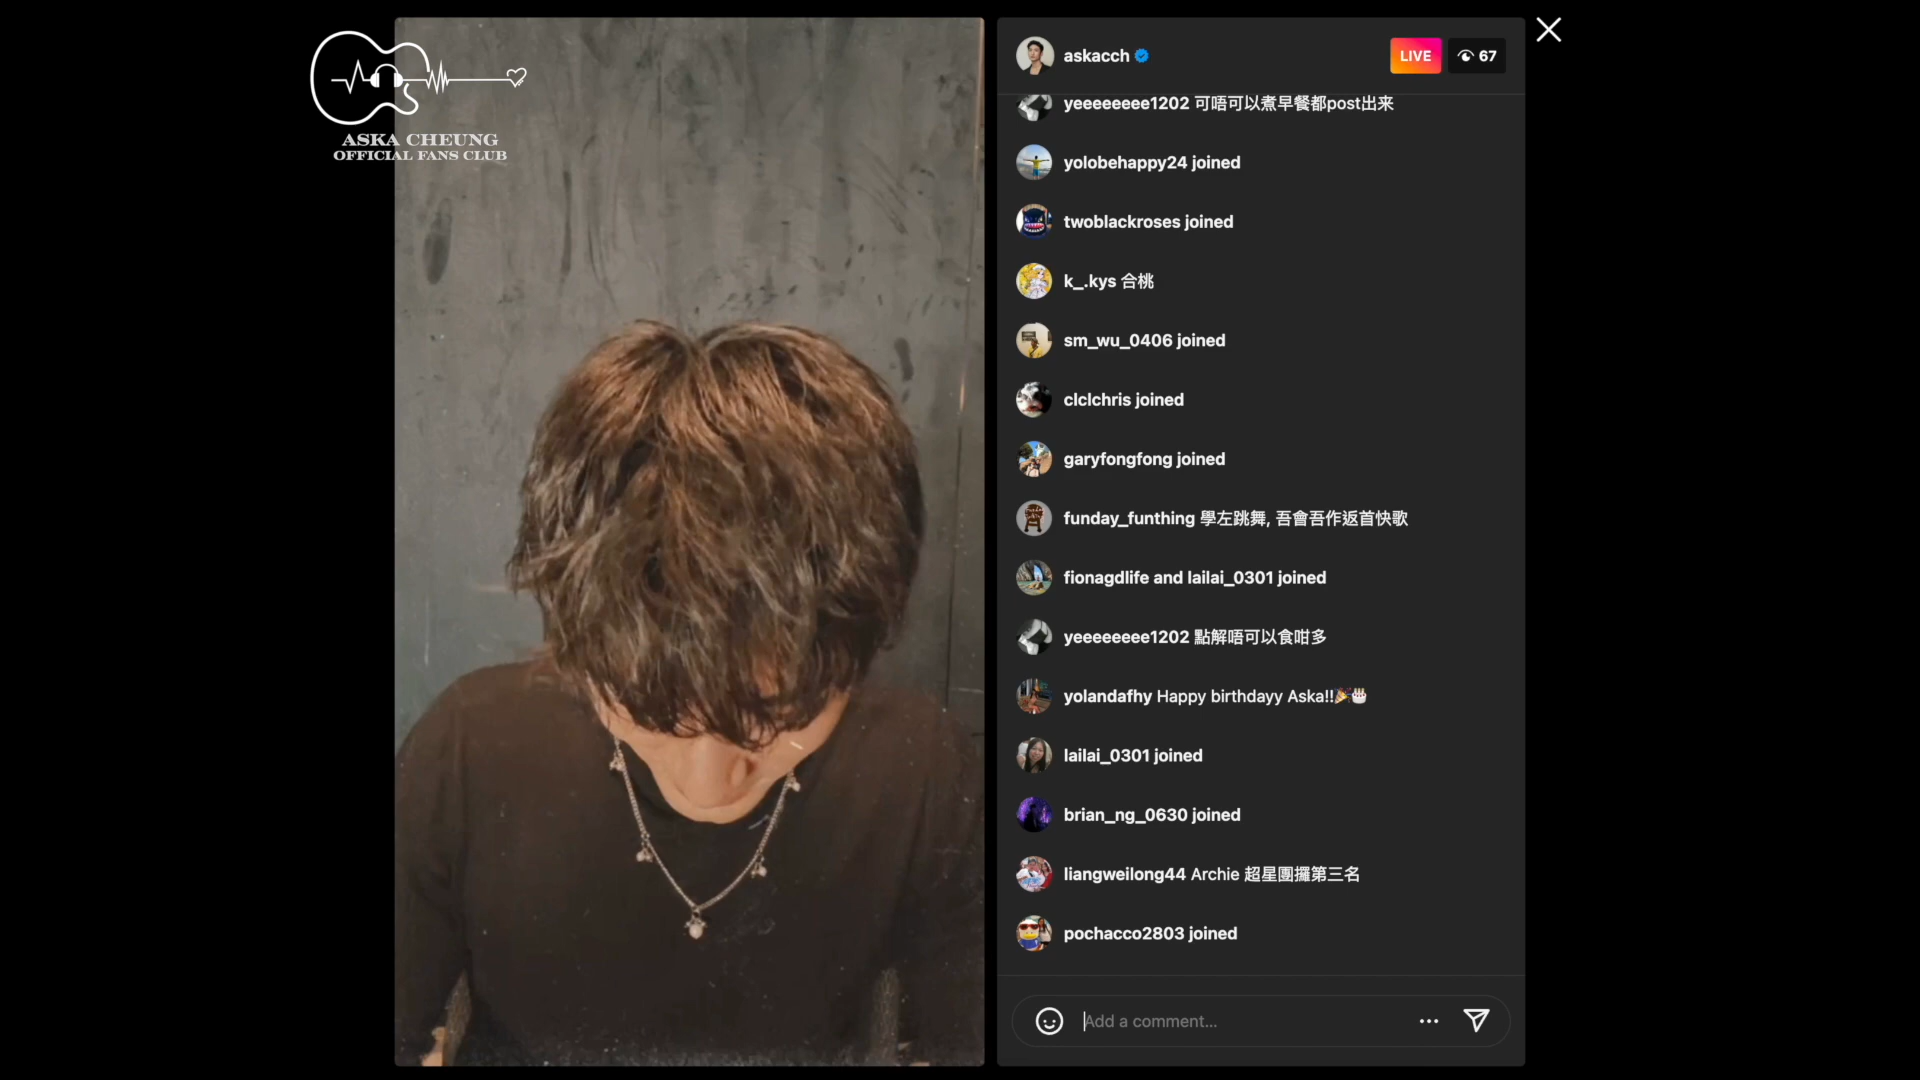 ASKA CHEUNG
OFFICIAL FANS CLUB
askacch
LIVE
67
yeeeeeeee1202 可唔可以煮早餐都post出来
yolobehappy24 joined
twoblackroses joined
k_.kys 合桃
sm_wu_0406 joined
clclchris joined
garyfongfong joined
funday_funthing 學左跳舞, 吾會吾作返首快歌
fionagdlife and lailai_0301 joined
yeeeeeeee1202 點解唔可以食咁多
yolandafhy Happy birthdayy Aska!!🎉🎂
lailai_0301 joined
brian_ng_0630 joined
liangweilong44 Archie 超星團攞第三名
pochacco2803 joined
Add a comment...